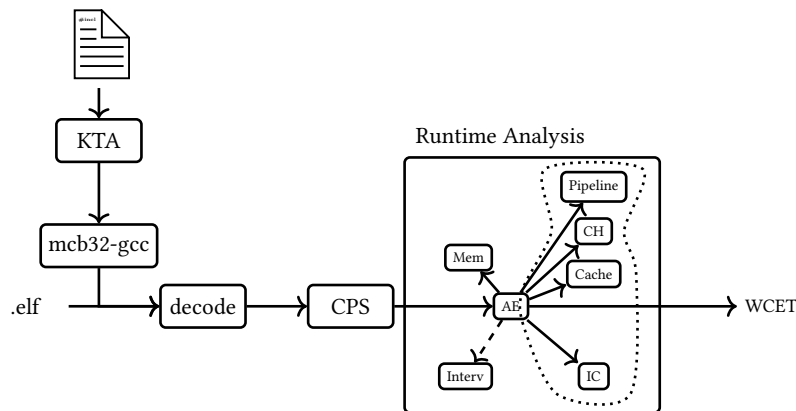 KTA
Runtime Analysis
Pipeline
mcb32-gcc
CH
Mem
Cache
.elf
decode
CPS
AE
WCET
Interv
IC